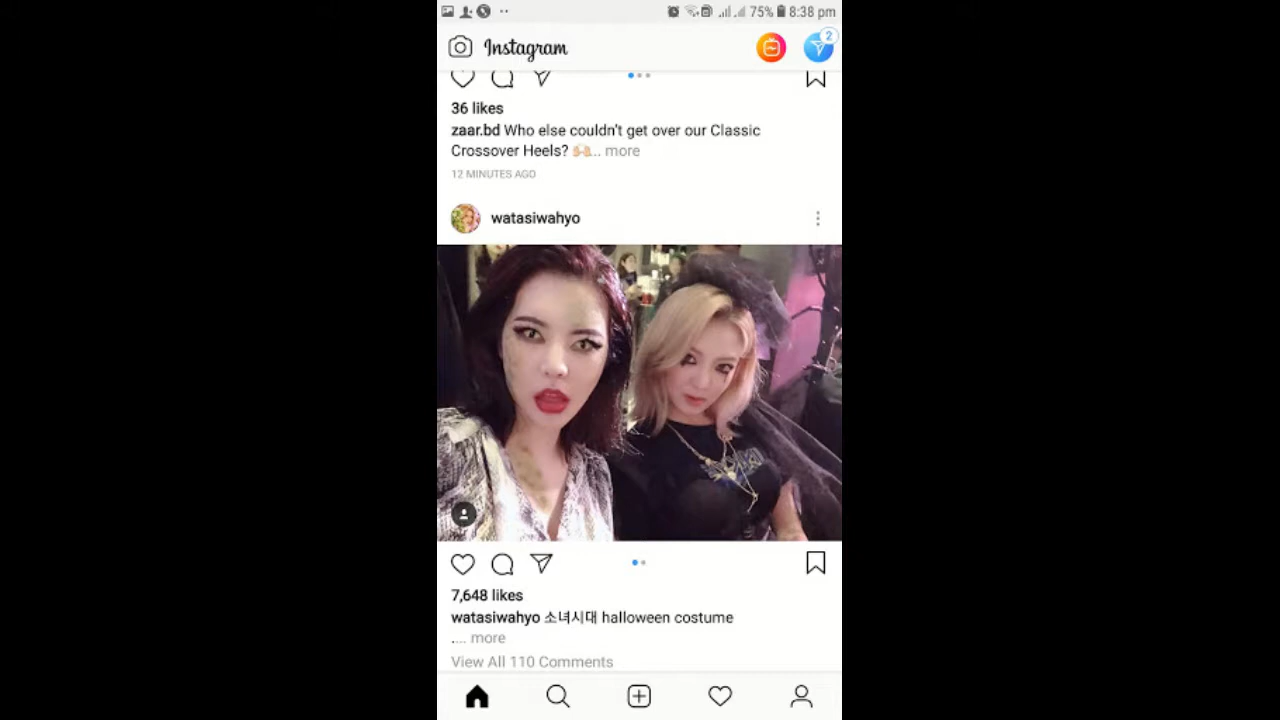 75% 8:38 pm
Instagram
2
36 likes
zaar.bd Who else couldn't get over our Classic
Crossover Heels? 🙌🏻... more
12 MINUTES AGO
watasiwahyo
7,648 likes
watasiwahyo 소녀시대 halloween costume
.... more
View All 110 Comments